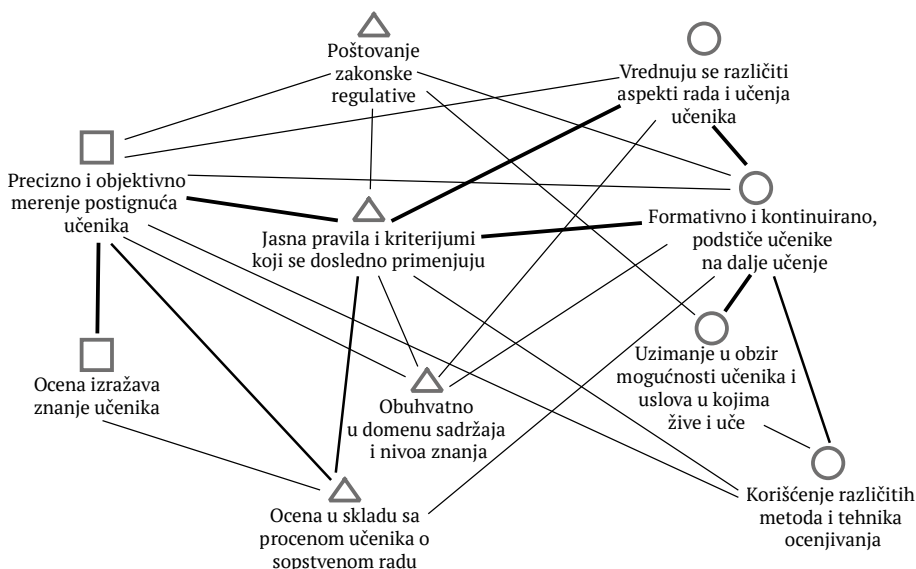 Poštovanje
zakonske
regulative
Vrednuju se različiti
aspekti rada i učenja
učenika
Precizno i objektivno
merenje postignuća
učenika
Jasna pravila i kriterijumi
koji se dosledno primenjuju
Formativno i kontinuirano,
podstiče učenike
na dalje učenje
Ocena izražava
znanje učenika
Obuhvatno
u domenu sadržaja
i nivoa znanja
Uzimanje u obzir
mogućnosti učenika i
uslova u kojima
žive i uče
Ocena u skladu sa
procenom učenika o
sopstvenom radu
Korišćenje različitih
metoda i tehnika
ocenjivanja